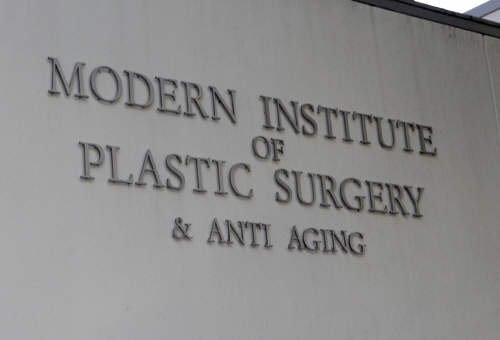 MODERN INSTITUTE
OF
PLASTIC SURGERY
& ANTI AGING